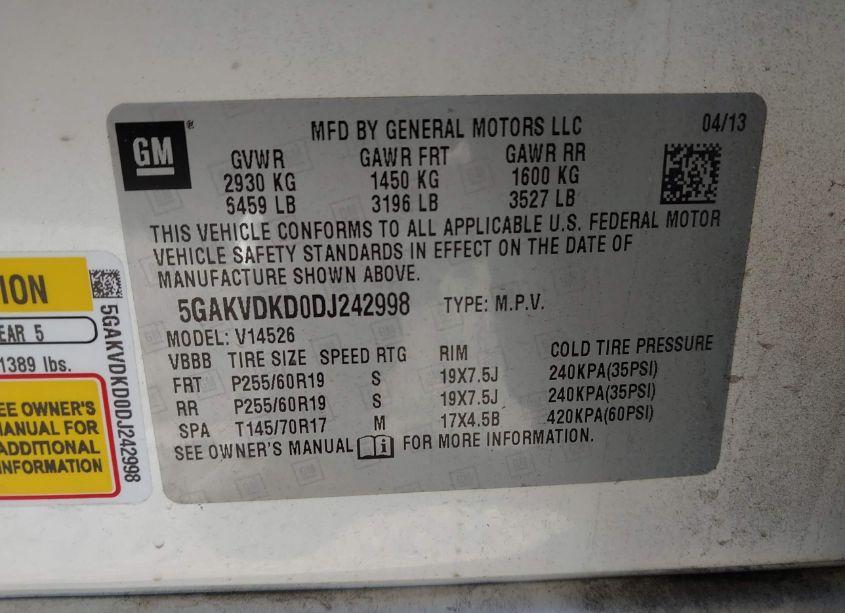 GM
®
MFD BY GENERAL MOTORS LLC 04/13
GVWR GAWR FRT GAWR RR
2930 KG 1450 KG 1600 KG
6459 LB 3196 LB 3527 LB
THIS VEHICLE CONFORMS TO ALL APPLICABLE U.S. FEDERAL MOTOR
VEHICLE SAFETY STANDARDS IN EFFECT ON THE DATE OF
MANUFACTURE SHOWN ABOVE.
5GAKVDKD0DJ242998 TYPE: M.P.V.
MODEL: V14526
VBBB TIRE SIZE SPEED RTG RIM COLD TIRE PRESSURE
FRT P255/60R19 S 19X7.5J 240KPA(35PSI)
RR P255/60R19 S 19X7.5J 240KPA(35PSI)
SPA T145/70R17 M 17X4.5B 420KPA(60PSI)
SEE OWNER'S MANUAL i FOR MORE INFORMATION.
ION
EAR 5
1389 lbs.
EE OWNER'S
MANUAL FOR
ADDITIONAL
INFORMATION
5GAKVDKD0DJ242998